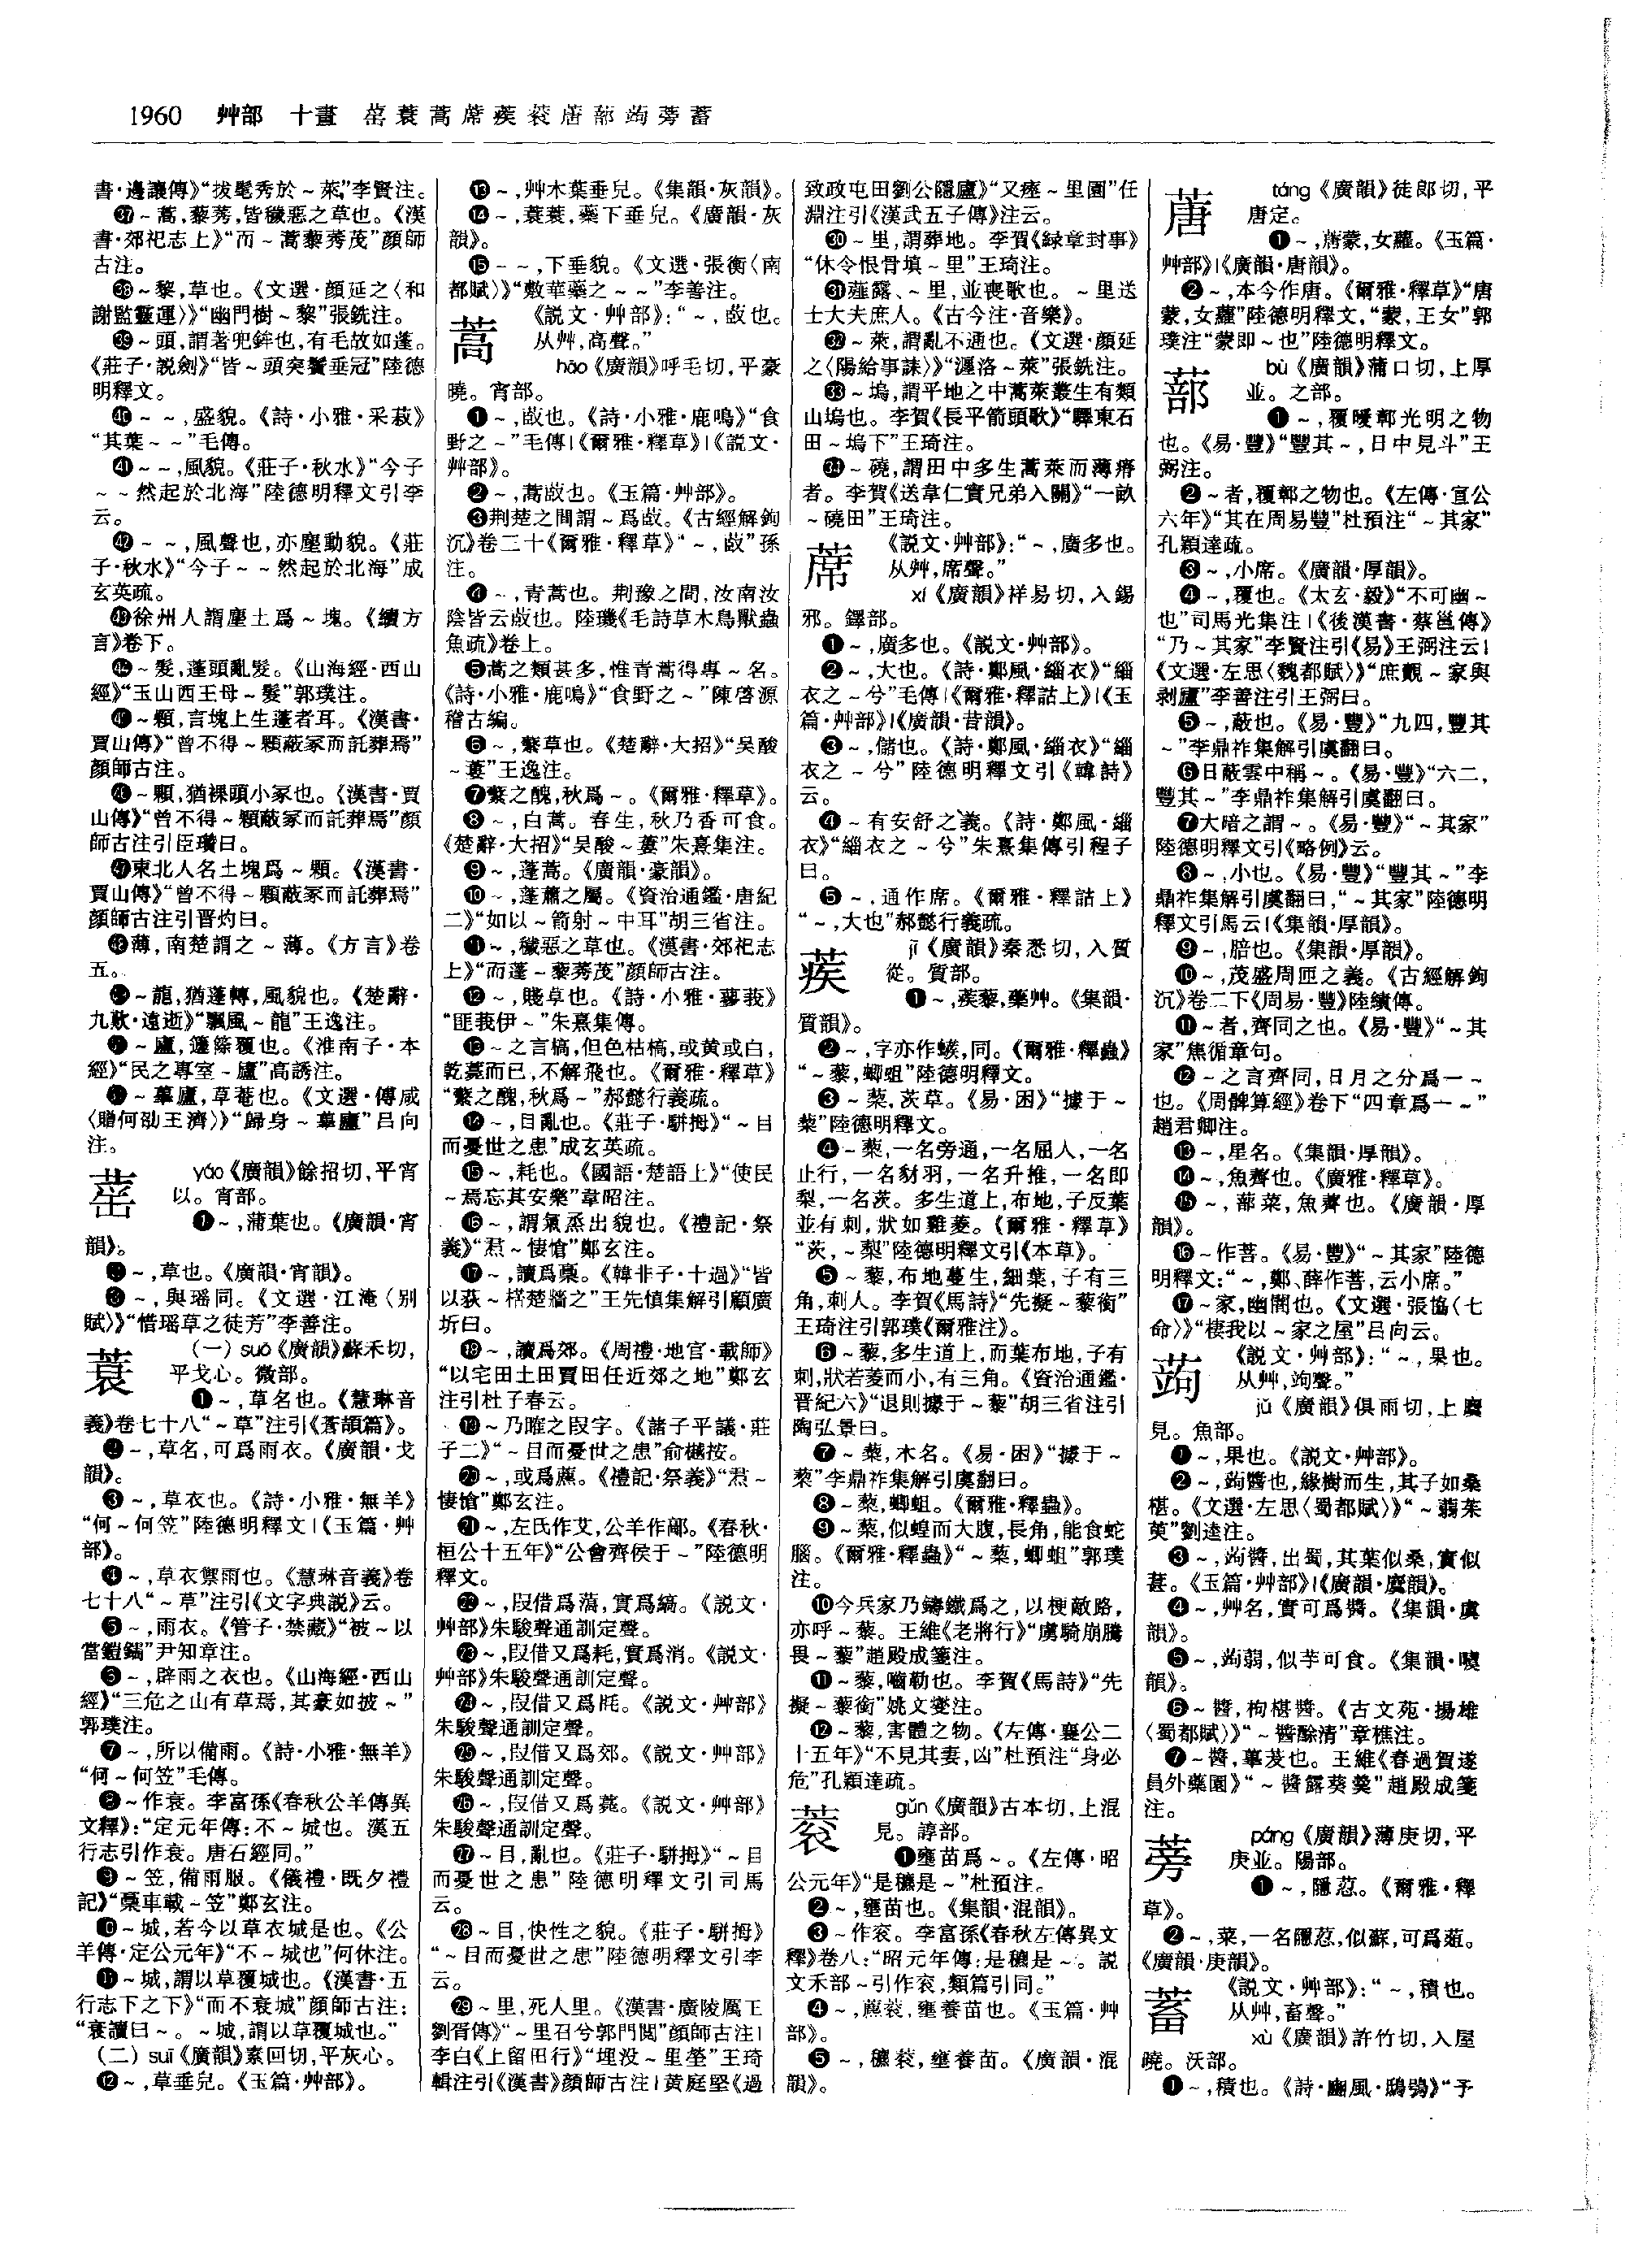 1960 艸部 十畫 䔄蓑蒿蓆蒺蓘蓎蔀蒟蒡蓄
書·邊讓傳》“拔髦秀於～萊”李賢注。
㊲～蒿,藜莠,皆穢惡之草也。《漢
書·郊祀志上》“而～蒿藜莠茂”顔師
古注。
㊳～黎,草也。《文選·顔延之〈和
謝監靈運〉》“幽門樹～黎”張銑注。
㊴～頭,謂著兜鉾也,有毛故如蓬。
《莊子·説劍》“皆～頭突鬢垂冠”陸德
明釋文。
㊵～～,盛貌。《詩·小雅·采菽》
“其葉～～”毛傳。
㊶～～,風貌。《莊子·秋水》“今子
～～然起於北海”陸德明釋文引李
云。
㊷～～,風聲也,亦塵動貌。《莊
子·秋水》“今子～～然起於北海”成
玄英疏。
㊸徐州人謂塵土爲～塊。《續方
言》卷下。
㊹～髮,蓬頭亂髮。《山海經·西山
經》“玉山西王母～髮”郭璞注。
㊺～顆,言塊上生蓬者耳。《漢書·
賈山傳》“曾不得～顆蔽冢而託葬焉”
顔師古注。
㊻～顆,猶裸頭小冢也。《漢書·賈
山傳》“曾不得～顆蔽冢而託葬焉”顔
師古注引臣瓚曰。
㊼東北人名土塊爲～顆。《漢書·
賈山傳》“曾不得～顆蔽冢而託葬焉”
顔師古注引晋灼曰。
㊽薄,南楚謂之～薄。《方言》卷
五。
㊾～龍,猶蓬轉,風貌也。《楚辭·
九歎·遠逝》“飄風～龍”王逸注。
㊿～廬,籧篨覆也。《淮南子·本
經》“民之專室～廬”高誘注。
～蓽廬,草菴也。《文選·傅咸
〈贈何劭王濟〉》“歸身～蓽廬”吕向
注。
䔄 yáo《廣韻》餘招切,平宵
以。宵部。
❶～,蒲葉也。《廣韻·宵
韻》。
❷～,草也。《廣韻·宵韻》。
❸～,與瑶同。《文選·江淹〈别
賦〉》“惜瑶草之徒芳”李善注。
蓑 (一) suō《廣韻》蘇禾切,
平戈心。微部。
❶～,草名也。《慧琳音
義》卷七十八“～草”注引《蒼頡篇》。
❷～,草名,可爲雨衣。《廣韻·戈
韻》。
❸～,草衣也。《詩·小雅·無羊》
“何～何笠”陸德明釋文|《玉篇·艸
部》。
❹～,草衣禦雨也。《慧琳音義》卷
七十八“～草”注引《文字典説》云。
❺～,雨衣。《管子·禁藏》“被～以
當鎧鑐”尹知章注。
❻～,辟雨之衣也。《山海經·西山
經》“三危之山有草焉,其豪如披～”
郭璞注。
❼～,所以備雨。《詩·小雅·無羊》
“何～何笠”毛傳。
❽～作衰。李富孫《春秋公羊傳異
文釋》:“定元年傳:不～城也。漢五
行志引作衰。唐石經同。”
❾～笠,備雨服。《儀禮·既夕禮
記》“槀車載～笠”鄭玄注。
❿～城,若今以草衣城是也。《公
羊傳·定公元年》“不～城也”何休注。
⓫～城,謂以草覆城也。《漢書·五
行志下之下》“而不衰城”顔師古注:
“衰讀曰～。～城,謂以草覆城也。”
(二) suī《廣韻》素回切,平灰心。
⓬～,草垂皃。《玉篇·艸部》。
⓭～,艸木葉垂皃。《集韻·灰韻》。
⓮～,蓑蓑,蘂下垂皃。《廣韻·灰
韻》。
⓯～～,下垂貌。《文選·張衡〈南
都賦〉》“敷華蘂之～～”李善注。
蒿 《説文·艸部》:“～,菣也。
从艸,高聲。”
hāo《廣韻》呼毛切,平豪
曉。宵部。
❶～,菣也。《詩·小雅·鹿鳴》“食
野之～”毛傳|《爾雅·釋草》|《説文·
艸部》。
❷～,蒿菣也。《玉篇·艸部》。
❸荆楚之間謂～爲菣。《古經解鉤
沉》卷三十《爾雅·釋草》“～,菣”孫
注。
❹～,青蒿也。荆豫之間,汝南汝
陰皆云菣也。陸璣《毛詩草木鳥獸蟲
魚疏》卷上。
❺蒿之類甚多,惟青蒿得專～名。
《詩·小雅·鹿鳴》“食野之～”陳啓源
稽古編。
❻～,蘩草也。《楚辭·大招》“吴酸
～蔞”王逸注。
❼蘩之醜,秋爲～。《爾雅·釋草》。
❽～,白蒿。春生,秋乃香可食。
《楚辭·大招》“吴酸～蔞”朱熹集注。
❾～,蓬蒿。《廣韻·豪韻》。
❿～,蓬蕭之屬。《資治通鑑·唐紀
二》“如以～箭射～中耳”胡三省注。
⓫～,穢惡之草也。《漢書·郊祀志
上》“而蓬～藜莠茂”顔師古注。
⓬～,賤草也。《詩·小雅·蓼莪》
“匪莪伊～”朱熹集傳。
⓭～之言槁,但色枯槁,或黄或白,
乾薨而已,不解飛也。《爾雅·釋草》
“蘩之醜,秋爲～”郝懿行義疏。
⓮～,目亂也。《莊子·駢拇》“～目
而憂世之患”成玄英疏。
⓯～,耗也。《國語·楚語上》“使民
～焉忘其安樂”韋昭注。
⓰～,謂氣烝出貌也。《禮記·祭
義》“焄～悽愴”鄭玄注。
⓱～,讀爲槀。《韓非子·十過》“皆
以荻～楛楚牆之”王先慎集解引顧廣
圻曰。
⓲～,讀爲郊。《周禮·地官·載師》
“以宅田土田賈田任近郊之地”鄭玄
注引杜子春云。
⓳～乃睢之叚字。《諸子平議·莊
子二》“～目而憂世之患”俞樾按。
⓴～,或爲藨。《禮記·祭義》“焄～
悽愴”鄭玄注。
㉑～,左氏作艾,公羊作鄗。《春秋·
桓公十五年》“公會齊侯于～”陸德明
釋文。
㉒～,叚借爲薃,實爲縞。《説文·
艸部》朱駿聲通訓定聲。
㉓～,叚借又爲耗,實爲消。《説文·
艸部》朱駿聲通訓定聲。
㉔～,叚借又爲眊。《説文·艸部》
朱駿聲通訓定聲。
㉕～,叚借又爲郊。《説文·艸部》
朱駿聲通訓定聲。
㉖～,叚借又爲薨。《説文·艸部》
朱駿聲通訓定聲。
㉗～目,亂也。《莊子·駢拇》“～目
而憂世之患”陸德明釋文引司馬
云。
㉘～目,快性之貌。《莊子·駢拇》
“～目而憂世之患”陸德明釋文引李
云。
㉙～里,死人里。《漢書·廣陵厲王
劉胥傳》“～里召兮郭門閲”顔師古注|
李白《上留田行》“埋没～里塋”王琦
輯注引《漢書》顔師古注|黄庭堅《過
致政屯田劉公隱廬》“又瘞～里園”任
淵注引《漢武五子傳》注云。
㉚～里,謂葬地。李賀《緑章封事》
“休令恨骨填～里”王琦注。
㉛薤露、～里,並喪歌也。～里送
士大夫庶人。《古今注·音樂》。
㉜～萊,謂亂不通也。《文選·顔延
之〈陽給事誄〉》“瀍洛～萊”張銑注。
㉝～塢,謂平地之中蒿萊叢生有類
山塢也。李賀《長平箭頭歌》“驛東石
田～塢下”王琦注。
㉞～磽,謂田中多生蒿萊而薄瘠
者。李賀《送韋仁實兄弟入關》“一畝
～磽田”王琦注。
蓆 《説文·艸部》:“～,廣多也。
从艸,席聲。”
xí《廣韻》祥易切,入錫
邪。鐸部。
❶～,廣多也。《説文·艸部》。
❷～,大也。《詩·鄭風·緇衣》“緇
衣之～兮”毛傳|《爾雅·釋詁上》|《玉
篇·艸部》|《廣韻·昔韻》。
❸～,儲也。《詩·鄭風·緇衣》“緇
衣之～兮”陸德明釋文引《韓詩》
云。
❹～有安舒之義。《詩·鄭風·緇
衣》“緇衣之～兮”朱熹集傳引程子
曰。
❺～,通作席。《爾雅·釋詁上》
“～,大也”郝懿行義疏。
蒺 jí《廣韻》秦悉切,入質
從。質部。
❶～,蒺藜,藥艸。《集韻·
質韻》。
❷～,字亦作螏,同。《爾雅·釋蟲》
“～藜,蝍蛆”陸德明釋文。
❸～蔾,茨草。《易·困》“據于～
蔾”陸德明釋文。
❹～蔾,一名旁通,一名屈人,一名
止行,一名豺羽,一名升推,一名即
梨,一名茨。多生道上,布地,子反葉
並有刺,狀如雞菱。《爾雅·釋草》
“茨,～蔾”陸德明釋文引《本草》。
❺～藜,布地蔓生,細葉,子有三
角,刺人。李賀《馬詩》“先擬～藜銜”
王琦注引郭璞《爾雅注》。
❻～藜,多生道上,而葉布地,子有
刺,狀若菱而小,有三角。《資治通鑑·
晋紀六》“退則據于～藜”胡三省注引
陶弘景曰。
❼～蔾,木名。《易·困》“據于～
蔾”李鼎祚集解引虞翻曰。
❽～蔾,蝍蛆。《爾雅·釋蟲》。
❾～蔾,似蝗而大腹,長角,能食蛇
腦。《爾雅·釋蟲》“～蔾,蝍蛆”郭璞
注。
❿今兵家乃鑄鐵爲之,以梗敵路,
亦呼～藜。王維《老將行》“虜騎崩騰
畏～藜”趙殿成箋注。
⓫～藜,嚙勒也。李賀《馬詩》“先
擬～藜銜”姚文燮注。
⓬～藜,害體之物。《左傳·襄公二
十五年》“不見其妻,凶”杜預注“身必
危”孔穎達疏。
蓘 gǔn《廣韻》古本切,上混
見。諄部。
❶壅苗爲～。《左傳·昭
公元年》“是穮是～”杜預注。
❷～,壅苗也。《集韻·混韻》。
❸～作衮。李富孫《春秋左傳異文
釋》卷八:“昭元年傳:是穮是～。説
文禾部～引作衮,類篇引同。”
❹～,藨蓘,壅養苗也。《玉篇·艸
部》。
❺～,穮蓘,壅養苗。《廣韻·混
韻》。
蓎 táng《廣韻》徒郎切,平
唐定。
❶～,蓎蒙,女蘿。《玉篇·
艸部》|《廣韻·唐韻》。
❷～,本今作唐。《爾雅·釋草》“唐
蒙,女蘿”陸德明釋文,“蒙,王女”郭
璞注“蒙即～也”陸德明釋文。
蔀 bù《廣韻》蒲口切,上厚
並。之部。
❶～,覆曖鄣光明之物
也。《易·豐》“豐其～,日中見斗”王
弼注。
❷～者,覆鄣之物也。《左傳·宣公
六年》“其在周易豐”杜預注“～其家”
孔穎達疏。
❸～,小席。《廣韻·厚韻》。
❹～,覆也。《太玄·毅》“不可幽～
也”司馬光集注|《後漢書·蔡邕傳》
“乃～其家”李賢注引《易》王弼注云|
《文選·左思〈魏都賦〉》“庶觀～家與
剥廬”李善注引王弼曰。
❺～,蔽也。《易·豐》“九四,豐其
～”李鼎祚集解引虞翻曰。
❻日蔽雲中稱～。《易·豐》“六二,
豐其～”李鼎祚集解引虞翻曰。
❼大暗之謂～。《易·豐》“～其家”
陸德明釋文引《略例》云。
❽～,小也。《易·豐》“豐其～”李
鼎祚集解引虞翻曰,“～其家”陸德明
釋文引馬云|《集韻·厚韻》。
❾～,䏽也。《集韻·厚韻》。
❿～,茂盛周匝之義。《古經解鉤
沉》卷二下《周易·豐》陸績傳。
⓫～者,齊同之也。《易·豐》“～其
家”焦循章句。
⓬～之言齊同,日月之分爲一～
也。《周髀算經》卷下“四章爲一～”
趙君卿注。
⓭～,星名。《集韻·厚韻》。
⓮～,魚薺也。《廣雅·釋草》。
⓯～,蔀菜,魚薺也。《廣韻·厚
韻》。
⓰～作菩。《易·豐》“～其家”陸德
明釋文:“～,鄭、薛作菩,云小席。”
⓱～家,幽闇也。《文選·張協〈七
命〉》“棲我以～家之屋”吕向云。
蒟 《説文·艸部》:“～,果也。
从艸,竘聲。”
jǔ《廣韻》俱雨切,上麌
見。魚部。
❶～,果也。《説文·艸部》。
❷～,蒟醬也,緣樹而生,其子如桑
椹。《文選·左思〈蜀都賦〉》“～蒻茱
萸”劉逵注。
❸～,蒟醬,出蜀,其葉似桑,實似
葚。《玉篇·艸部》|《廣韻·麌韻》。
❹～,艸名,實可爲醬。《集韻·虞
韻》。
❺～,蒟蒻,似芋可食。《集韻·噳
韻》。
❻～醬,枸椹醬。《古文苑·揚雄
〈蜀都賦〉》“～醬酴清”章樵注。
❼～醬,蓽茇也。王維《春過賀遂
員外藥園》“～醬露葵羹”趙殿成箋
注。
蒡 páng《廣韻》薄庚切,平
庚並。陽部。
❶～,隱荵。《爾雅·釋
草》。
❷～,菜,一名隱荵,似蘇,可爲葅。
《廣韻·庚韻》。
蓄 《説文·艸部》:“～,積也。
从艸,畜聲。”
xù《廣韻》許竹切,入屋
曉。沃部。
❶～,積也。《詩·豳風·鴟鴞》“予